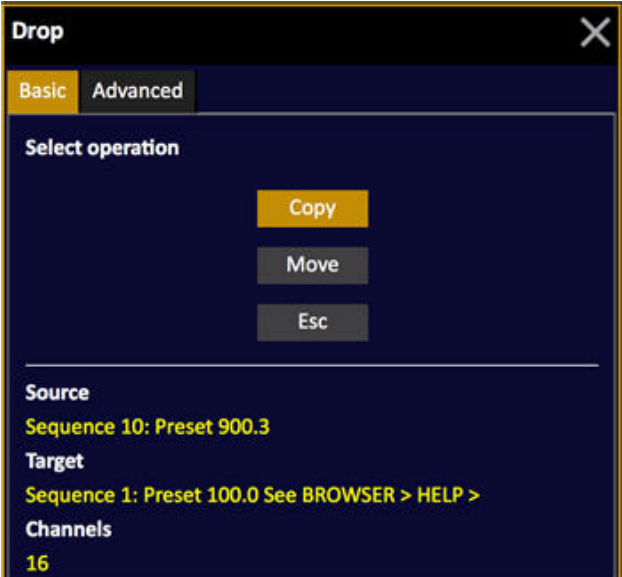 Drop
Basic Advanced
Select operation
Copy
Move
Esc
Source
Sequence 10: Preset 900.3
Target
Sequence 1: Preset 100.0 See BROWSER > HELP >
Channels
16